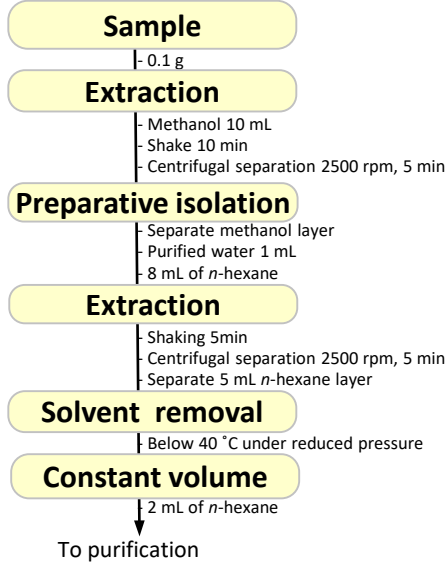 Sample
- 0.1 g
Extraction
- Methanol 10 mL
- Shake 10 min
- Centrifugal separation 2500 rpm, 5 min
Preparative isolation
- Separate methanol layer
- Purified water 1 mL
- 8 mL of n-hexane
Extraction
- Shaking 5min
- Centrifugal separation 2500 rpm, 5 min
- Separate 5 mL n-hexane layer
Solvent removal
- Below 40 ˚C under reduced pressure
Constant volume
- 2 mL of n-hexane
To purification